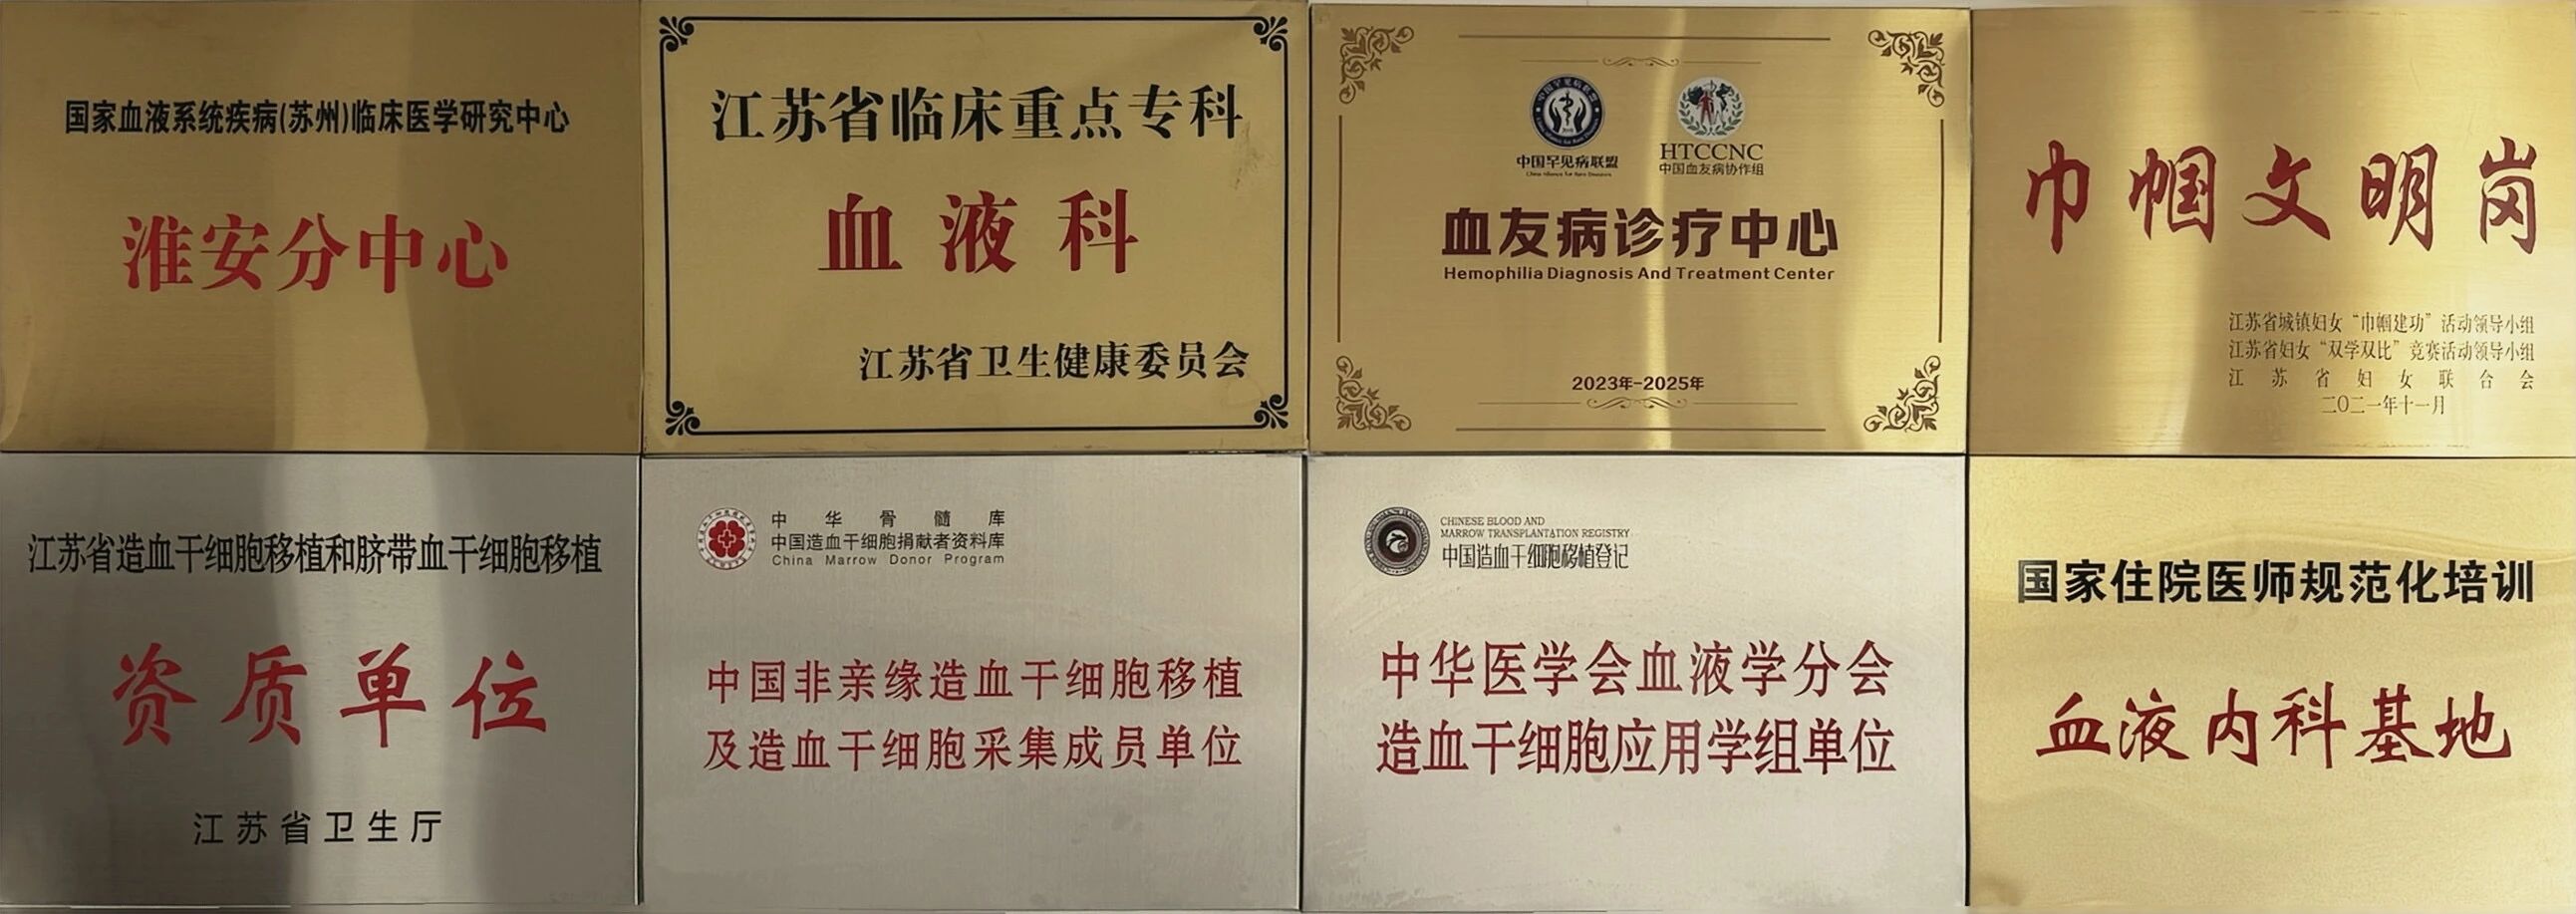 国家血液系统疾病(苏州)临床医学研究中心
淮安分中心
江苏省临床重点专科
血液科
江苏省卫生健康委员会
中国罕见病联盟
HTCCNC
中国血友病协作组
血友病诊疗中心
Hemophilia Diagnosis And Treatment Center
2023年-2025年
巾帼文明岗
江苏省城镇妇女“巾帼建功”活动领导小组
江苏省妇女“双学双比”竞赛活动领导小组
江苏省妇女联合会
二〇二一年十一月
江苏省造血干细胞移植和脐带血干细胞移植
资质单位
江苏省卫生厅
中华骨髓库
中国造血干细胞捐献者资料库
China Marrow Donor Program
中国非亲缘造血干细胞移植
及造血干细胞采集成员单位
CHINESE BLOOD AND
MARROW TRANSPLANTATION REGISTRY
中国造血干细胞移植登记
中华医学会血液学分会
造血干细胞应用学组单位
国家住院医师规范化培训
血液内科基地